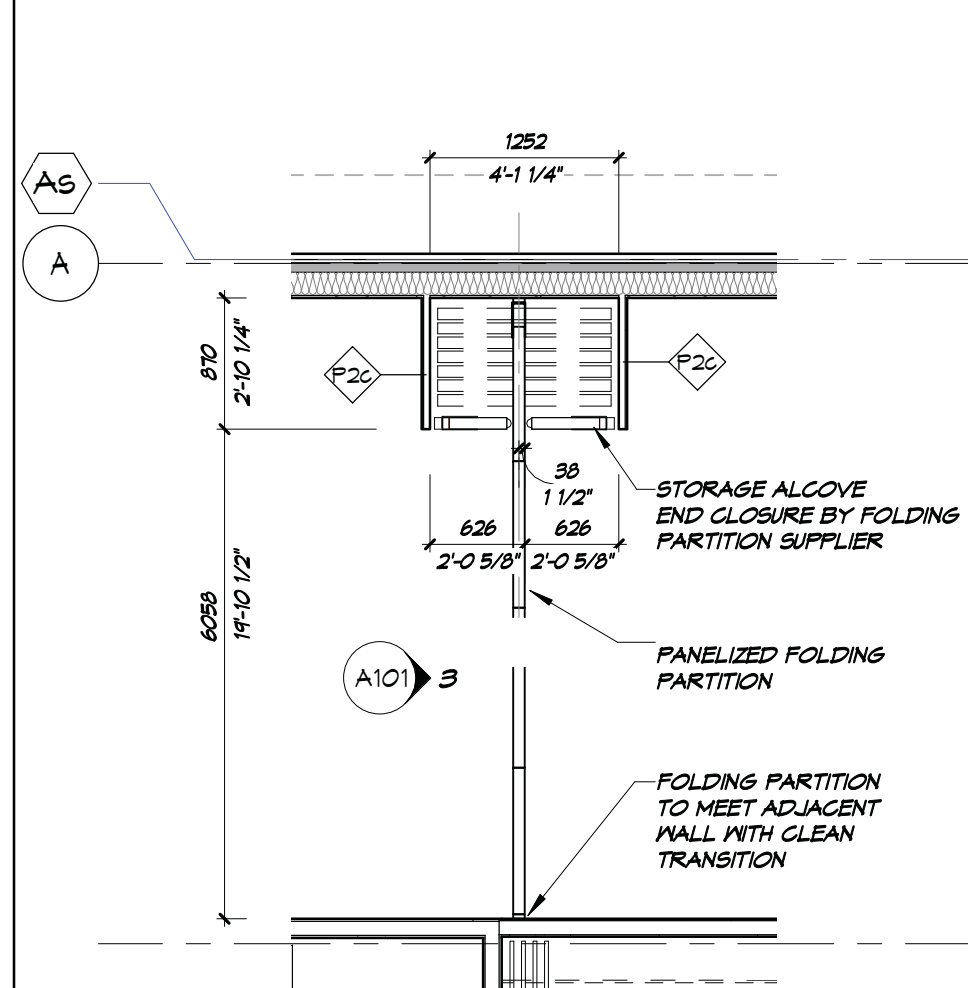 1252
4'-1 1/4"
AS
A
870
2'-10 1/4"
P2c
P2c
38
1 1/2"
STORAGE ALCOVE
END CLOSURE BY FOLDING
PARTITION SUPPLIER
626
626
2'-0 5/8"
2'-0 5/8"
6058
19'-10 1/2"
PANELIZED FOLDING
PARTITION
A101
3
FOLDING PARTITION
TO MEET ADJACENT
WALL WITH CLEAN
TRANSITION